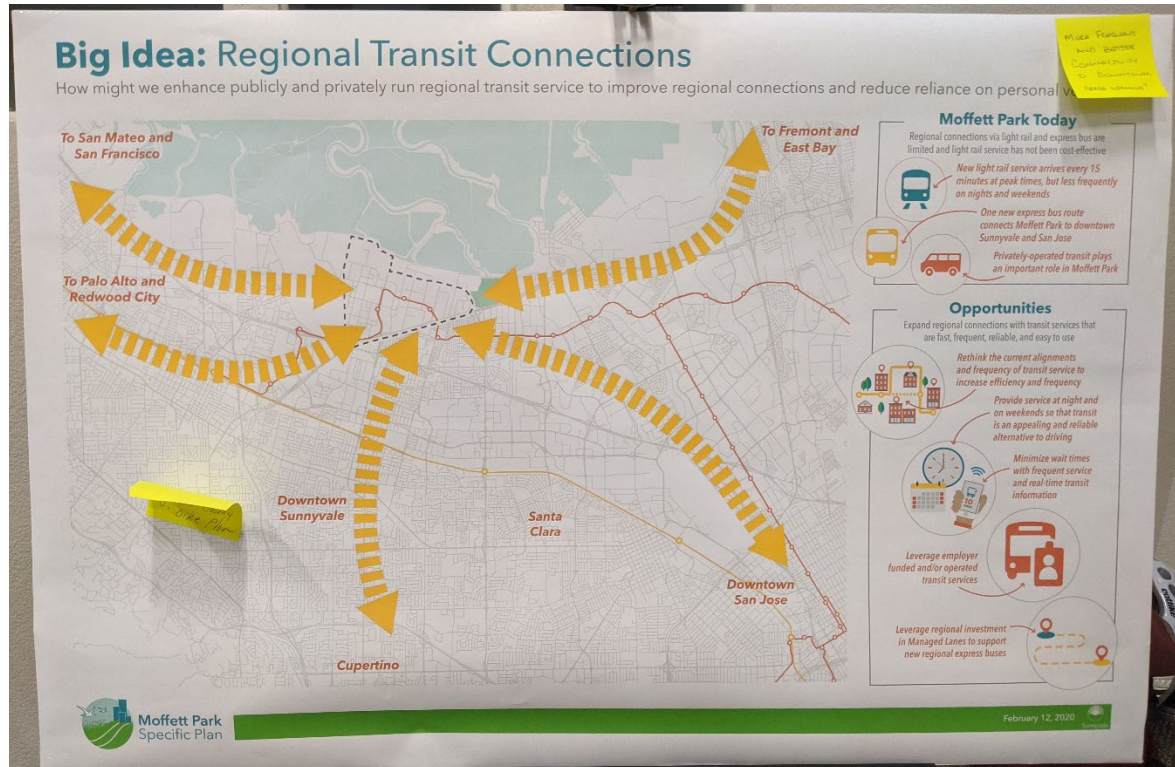 Big Idea: Regional Transit Connections
How might we enhance publicly and privately run regional transit service to improve regional connections and reduce reliance on personal
MORE FREQUENT
AND BETTER
To San Mateo and
San Francisco
To Fremont and
East Bay
To Palo Alto and
Redwood City
Downtown
Sunnyvale
Santa
Clara
Downtown
San Jose
Cupertino
Bike Plan
Moffett Park Today
Regional connections via light rail and express bus are
limited and light rail service has not been cost-effective
New light rail service arrives every 15
minutes at peak times, but less frequently
on nights and weekends
One new express bus route
connects Moffett Park to downtown
Sunnyvale and San Jose
Privately-operated transit plays
an important role in Moffett Park
Opportunities
Expand regional connections with transit services that
are fast, frequent, reliable, and easy to use
Rethink the current alignments
and frequency of transit service to
increase efficiency and frequency
Provide service at night and
on weekends so that transit
is an appealing and reliable
alternative to driving
Minimize wait times
with frequent service
and real-time transit
information
10
Leverage employer
funded and/or operated
transit services
Leverage regional investment
in Managed Lanes to support
new regional express buses
Moffett Park
Specific Plan
February 12, 2020
Sunnyvale